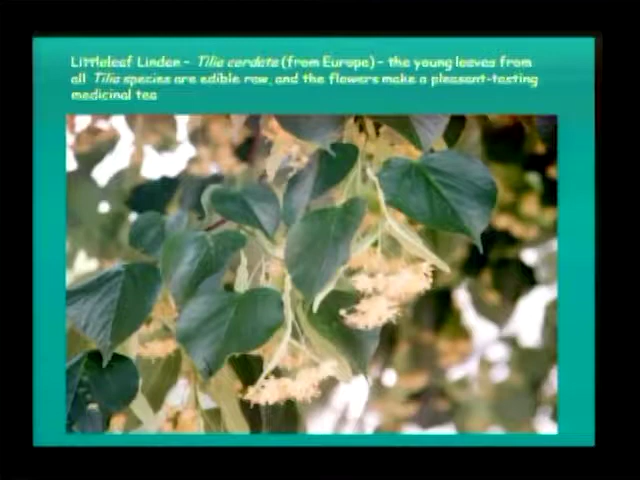 Littleleaf Linden - Tilia cordata (from Europe) - the young leaves from
all Tilia species are edible raw, and the flowers make a pleasant-tasting
medicinal tea